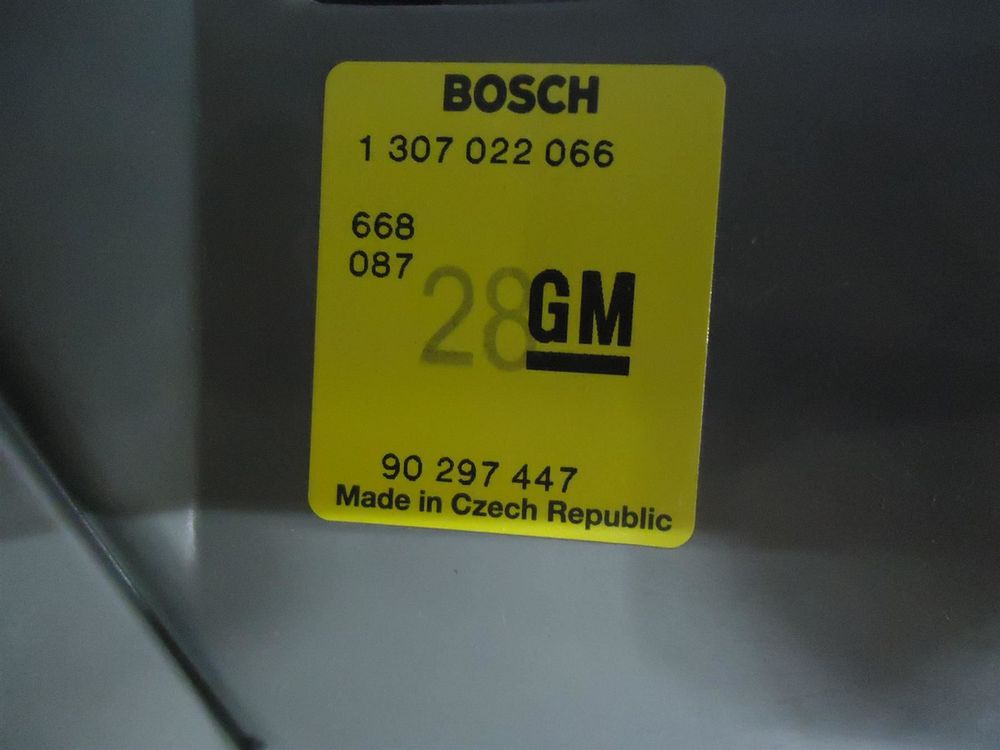 BOSCH
1 307 022 066
668
087
28 GM
90 297 447
Made in Czech Republic